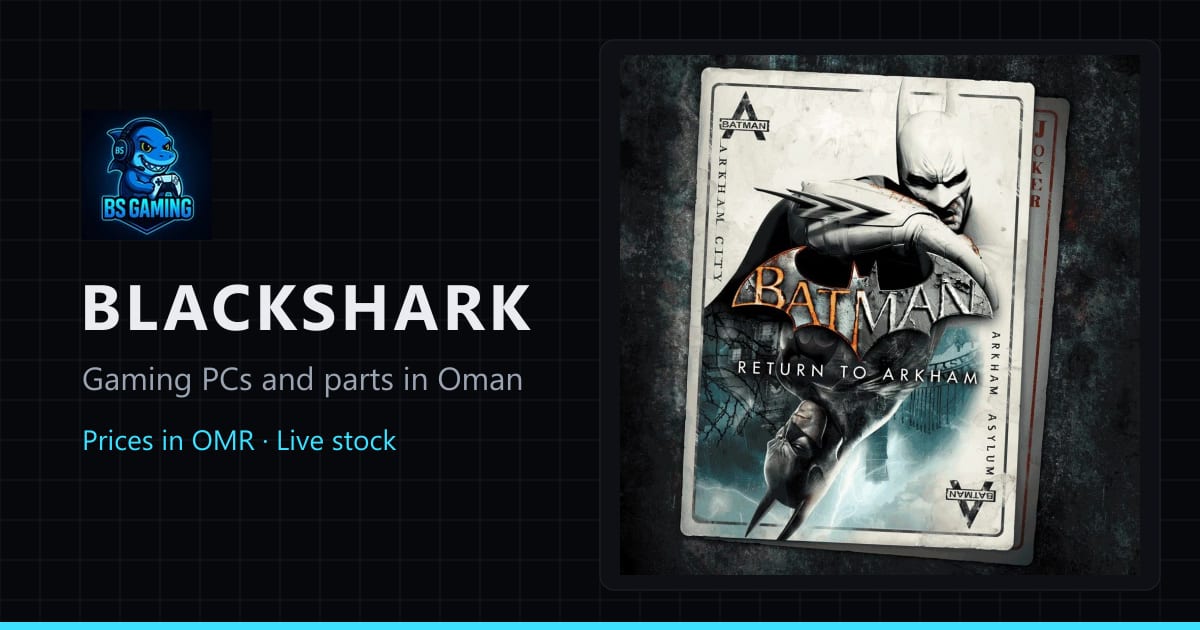 BS
BS GAMING
BLACKSHARK
Gaming PCs and parts in Oman
Prices in OMR · Live stock
BATMAN
ARKHAM CITY
JOKER
BATMAN
RETURN TO ARKHAM
ARKHAM ASYLUM
BATMAN